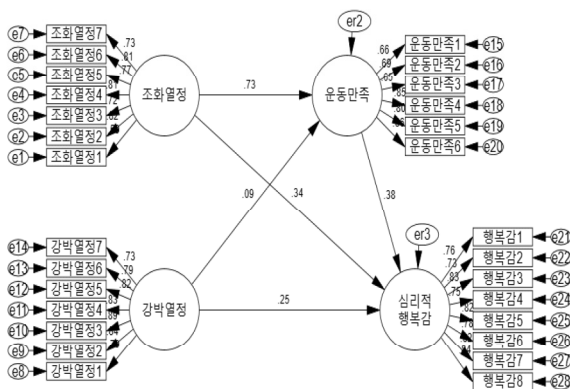 er2
e7 조화열정7 .73
e6 조화열정6 .81
c5 조화열정5 .77
e4 조화열정4 .81
e3 조화열정3 .72
e2 조화열정2
e1 조화열정1
조화열정
.73
운동만족
.66 운동만족1 e15
.69 운동만족2 e16
.65 운동만족3 e17
.85 운동만족4 e18
운동만족5 e19
운동만족6 e20
.09
.34
.38
er3
e14 강박열정7 .73
e13 강박열정6 .79
e12 강박열정5 .82
e11 강박열정4 .83
e10 강박열정3
e9 강박열정2
e8 강박열정1
강박열정
.25
심리적
행복감
.76 행복감1 e21
.73 행복감2 e22
.83 행복감3 e23
.75 행복감4 e24
.82 행복감5 e25
.78 행복감6 e26
행복감7 e27
행복감8 e28